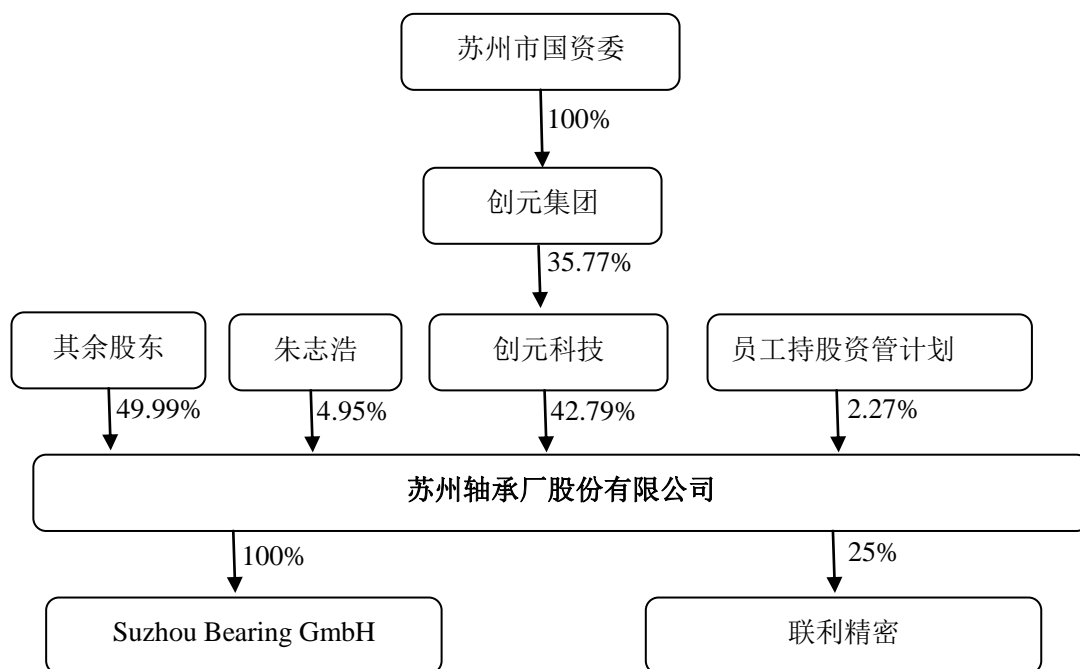 苏州市国资委
100%
创元集团
35.77%
其余股东
朱志浩
创元科技
员工持股资管计划
49.99%
4.95%
42.79%
2.27%
苏州轴承厂股份有限公司
100%
25%
Suzhou Bearing GmbH
联利精密